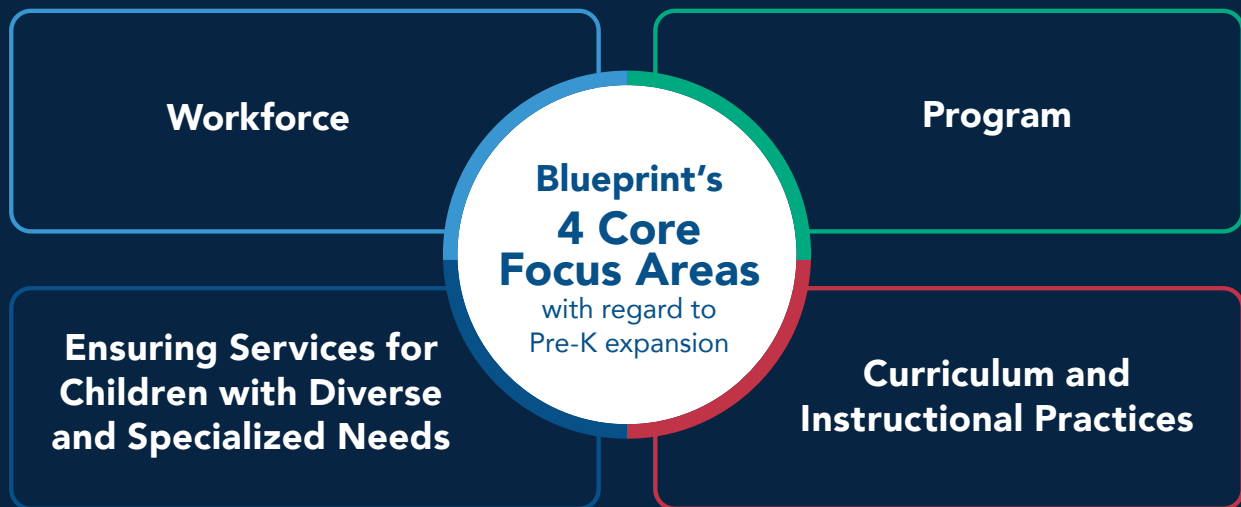 Workforce
Program
Blueprint’s
4 Core
Focus Areas
with regard to
Pre-K expansion
Ensuring Services for
Children with Diverse
and Specialized Needs
Curriculum and
Instructional Practices